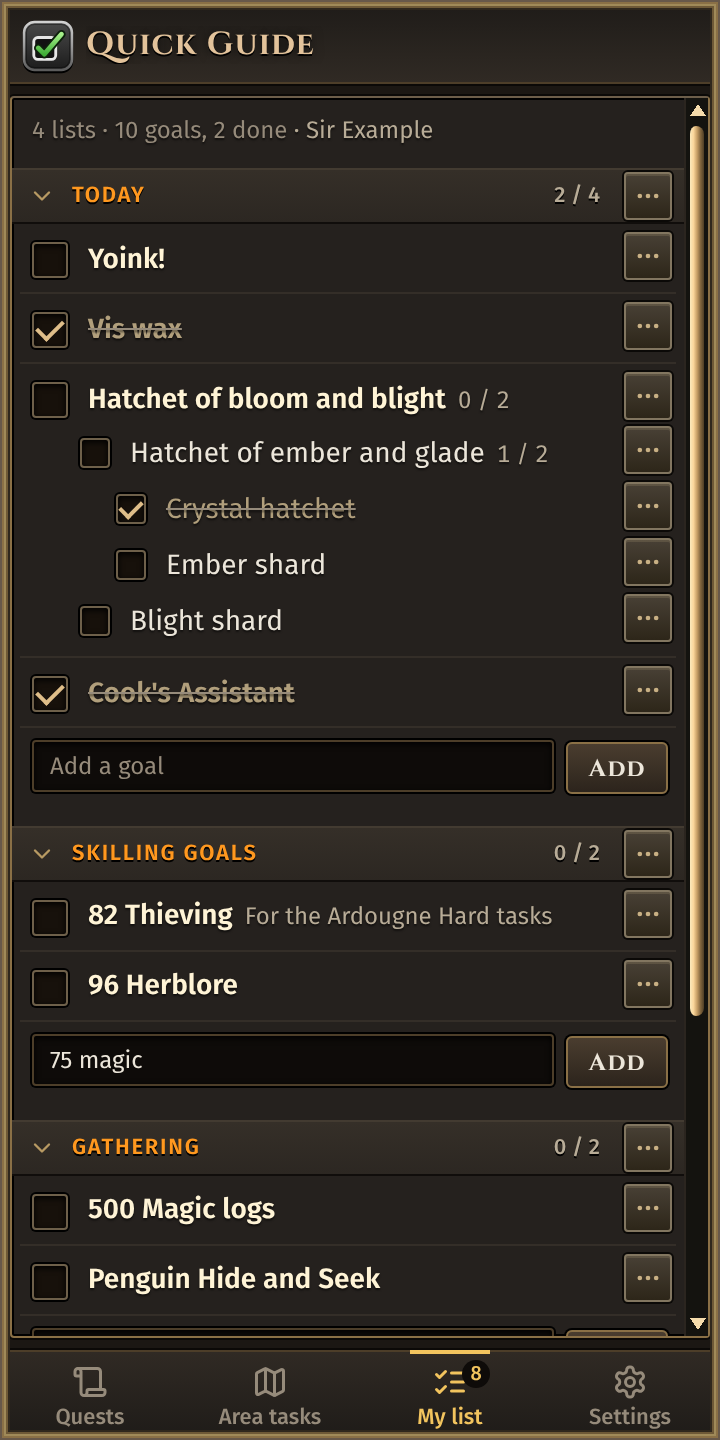 Quick Guide
4 lists · 10 goals, 2 done · Sir Example
TODAY 2 / 4
Yoink!
Vis wax
Hatchet of bloom and blight 0 / 2
Hatchet of ember and glade 1 / 2
Crystal hatchet
Ember shard
Blight shard
Cook's Assistant
Add a goal ADD
SKILLING GOALS 0 / 2
82 Thieving For the Ardougne Hard tasks
96 Herblore
75 magic ADD
GATHERING 0 / 2
500 Magic logs
Penguin Hide and Seek
8
Quests Area tasks My list Settings